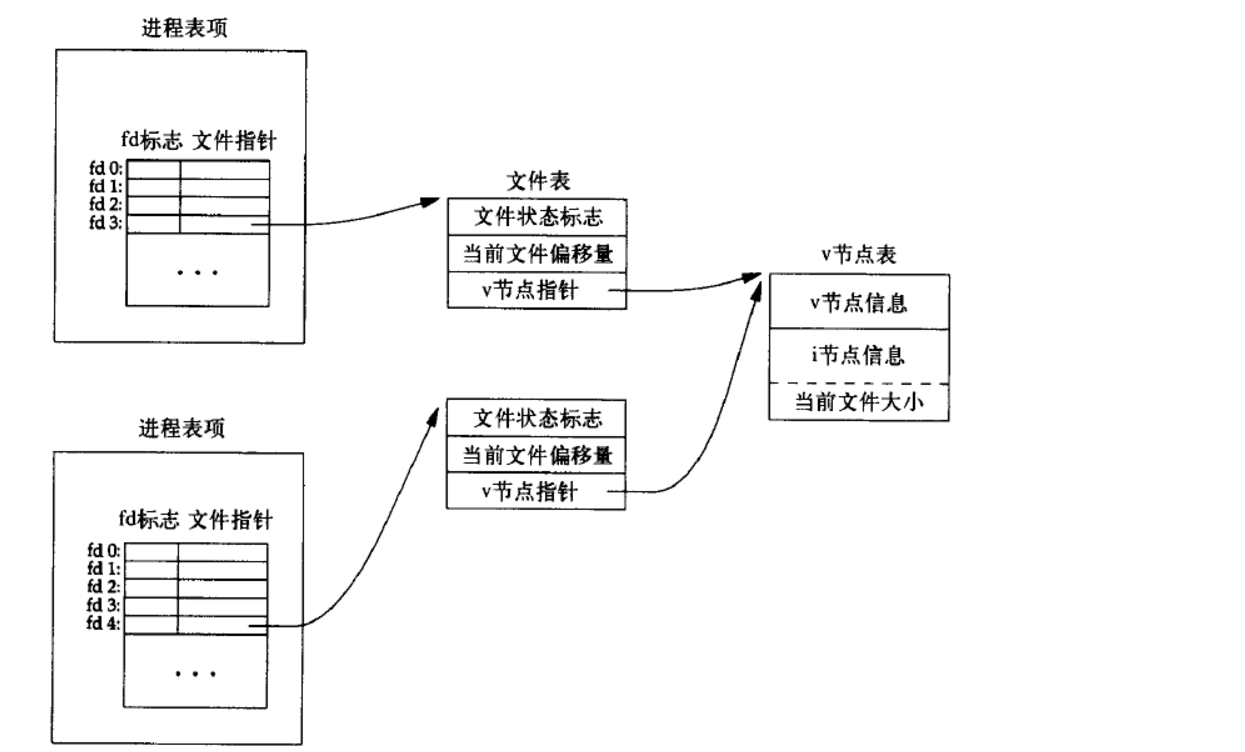 进程表项
fd标志 文件指针
fd 0:
fd 1:
fd 2:
fd 3:
...
文件表
文件状态标志
当前文件偏移量
v节点指针
v节点表
v节点信息
i节点信息
当前文件大小
文件状态标志
当前文件偏移量
v节点指针
进程表项
fd标志 文件指针
fd 0:
fd 1:
fd 2:
fd 3:
fd 4:
...